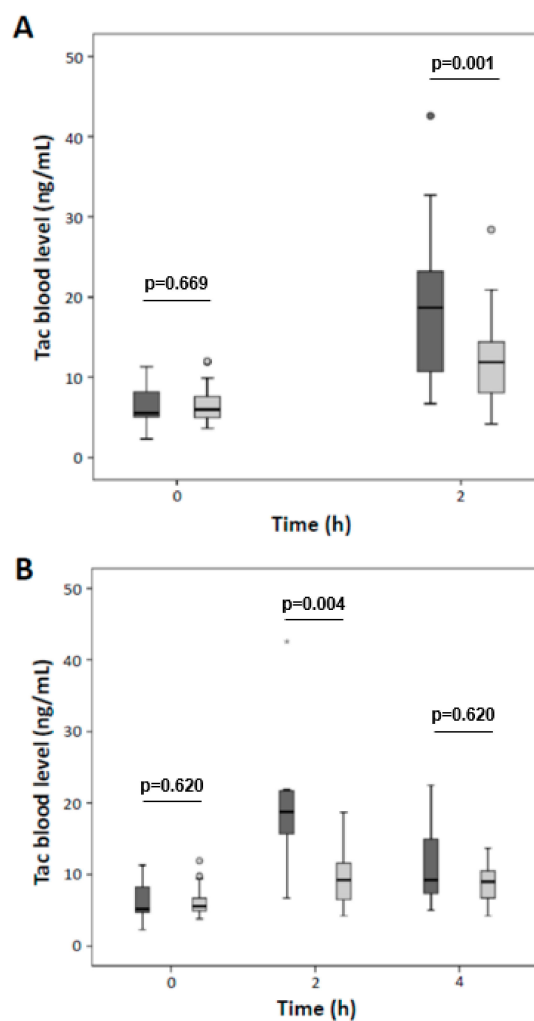 A
50
40
30
20
10
0
Tac blood level (ng/mL)
p=0.669
p=0.001
0
2
Time (h)
B
50
40
30
20
10
0
Tac blood level (ng/mL)
p=0.620
p=0.004
p=0.620
0
2
4
Time (h)